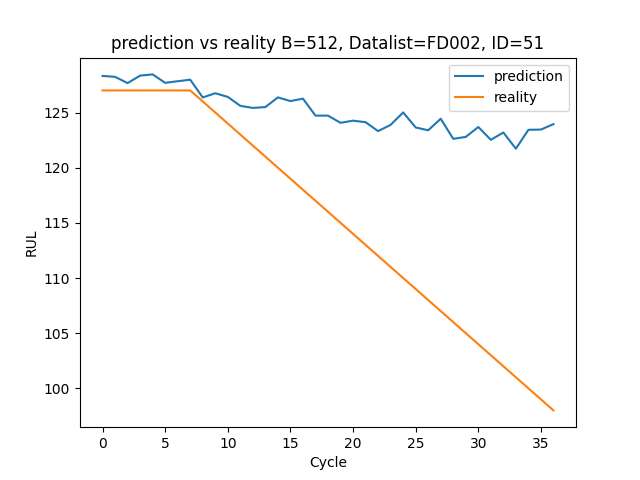 prediction vs reality B=512, Datalist=FD002, ID=51
prediction
reality
RUL
125
120
115
110
105
100
0 5 10 15 20 25 30 35
Cycle